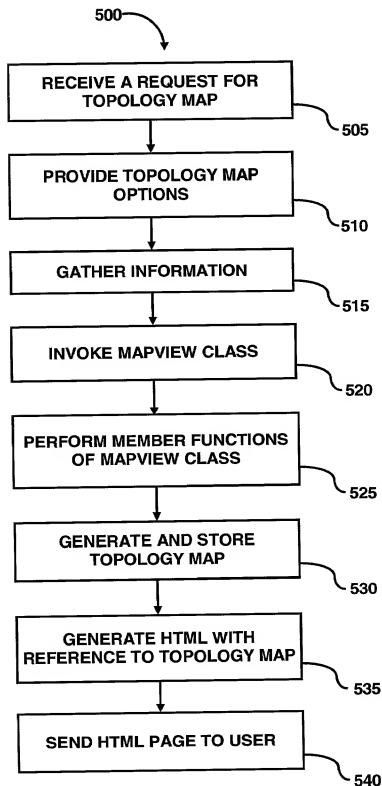 500
RECEIVE A REQUEST FOR
TOPOLOGY MAP
505
PROVIDE TOPOLOGY MAP
OPTIONS
510
GATHER INFORMATION
515
INVOKE MAPVIEW CLASS
520
PERFORM MEMBER FUNCTIONS
OF MAPVIEW CLASS
525
GENERATE AND STORE
TOPOLOGY MAP
530
GENERATE HTML WITH
REFERENCE TO TOPOLOGY MAP
535
SEND HTML PAGE TO USER
540